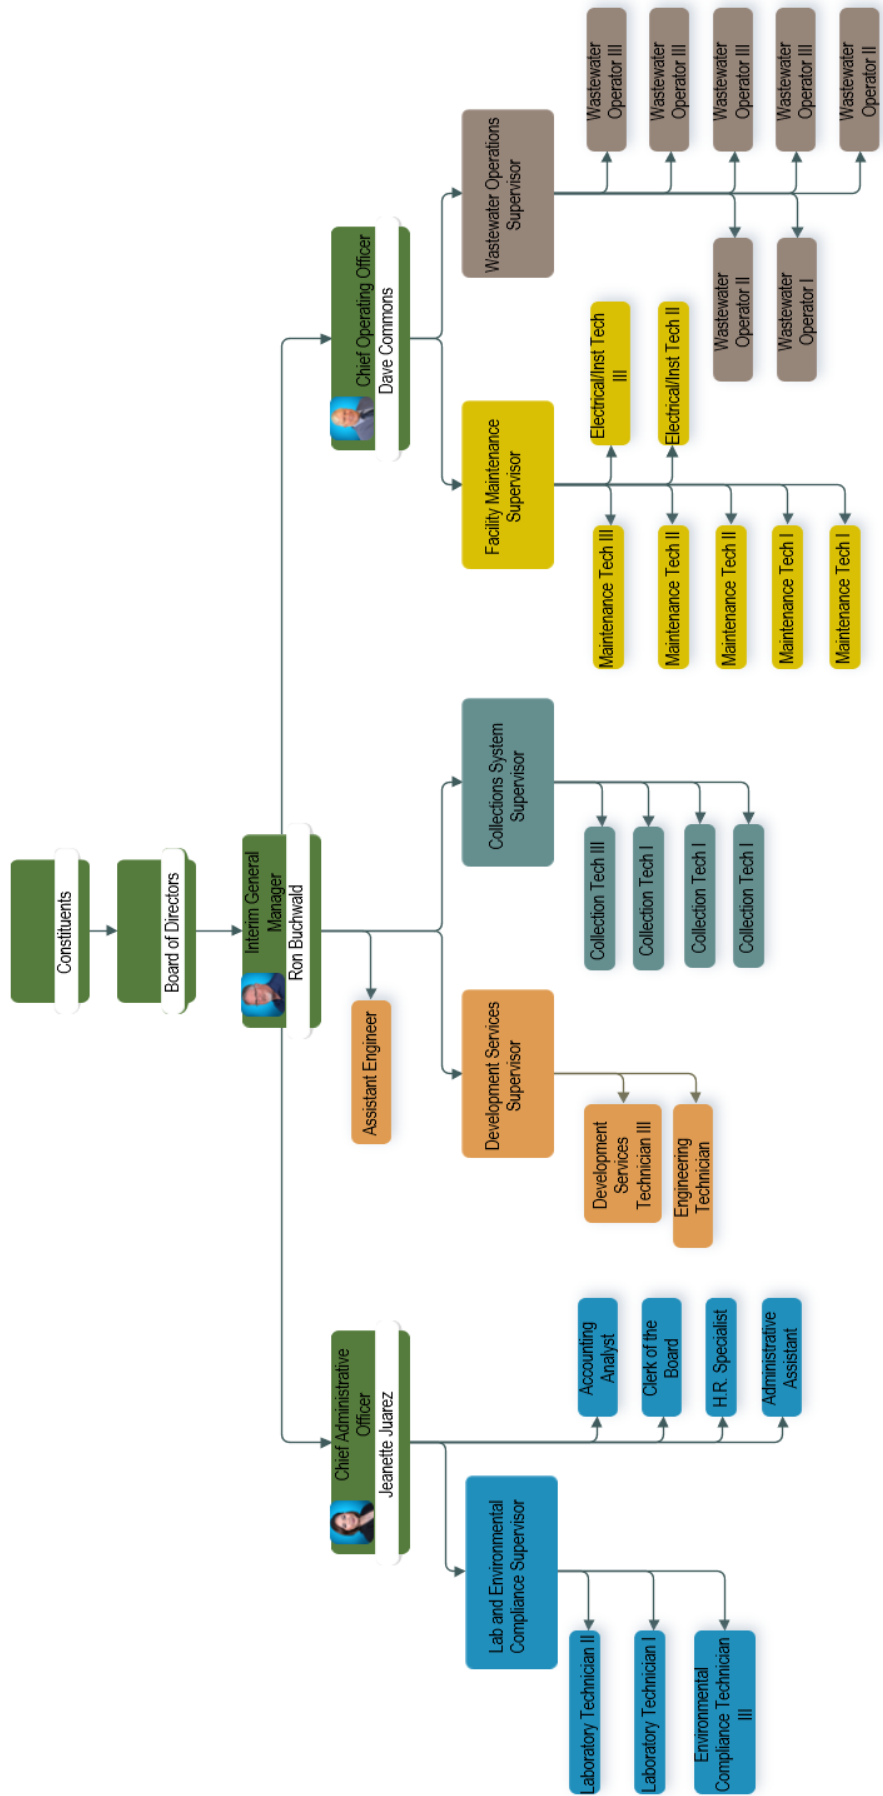 Constituents
Board of Directors
Interim General
Manager
Ron Buchwald
Chief Administrative
Officer
Jeanette Juarez
Assistant Engineer
Chief Operating Officer
Dave Commons
Lab and Environmental
Compliance Supervisor
Development Services
Supervisor
Collections System
Supervisor
Facility Maintenance
Supervisor
Wastewater Operations
Supervisor
Laboratory Technician II
Laboratory Technician I
Environmental
Compliance Technician
III
Accounting
Analyst
Clerk of the
Board
H.R. Specialist
Administrative
Assistant
Development
Services
Technician III
Engineering
Technician
Collection Tech III
Collection Tech I
Collection Tech I
Collection Tech I
Maintenance Tech III
Maintenance Tech II
Maintenance Tech II
Maintenance Tech I
Maintenance Tech I
Electrical/Inst Tech
III
Electrical/Inst Tech II
Wastewater
Operator II
Wastewater
Operator I
Wastewater
Operator III
Wastewater
Operator III
Wastewater
Operator III
Wastewater
Operator III
Wastewater
Operator II